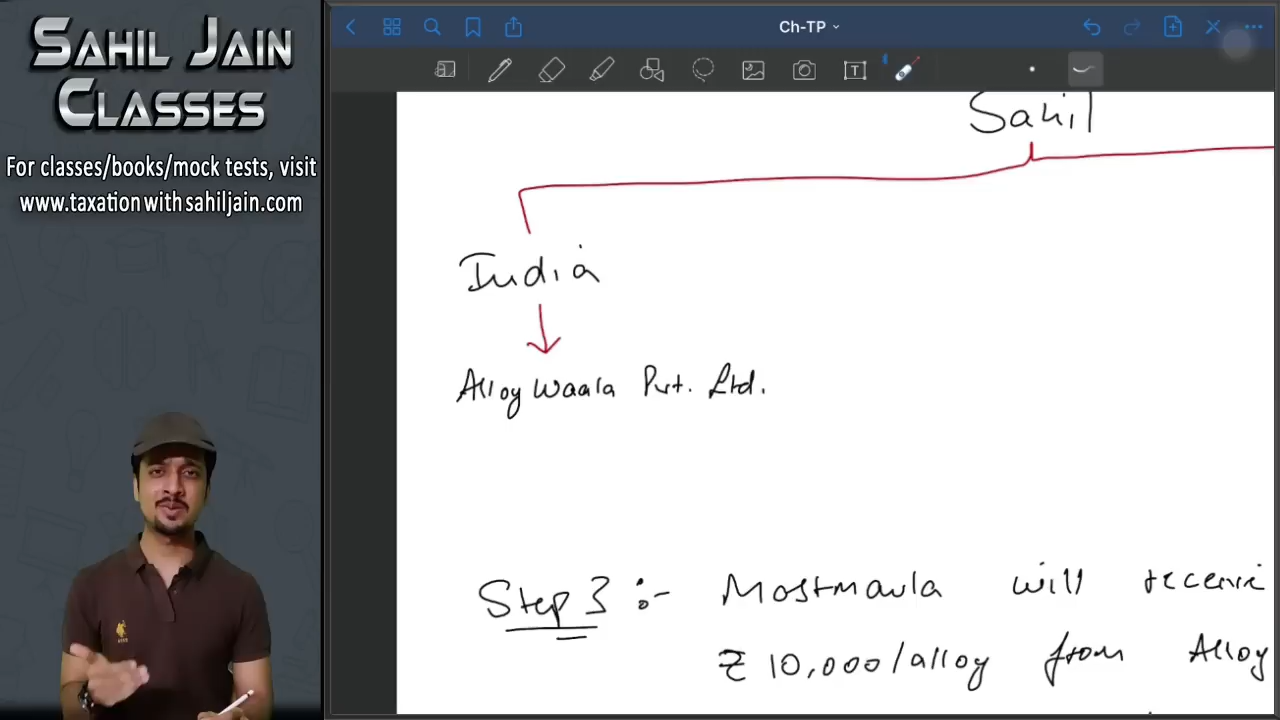 SAHIL JAIN
CLASSES
For classes/books/mock tests, visit
www.taxationwithsahiljain.com
Ch-TP
T
Sahil
India
Alloy Waala Pvt. Ltd.
Step 3 :- Mostmaula will receive
₹ 10,000/alloy from Alloy